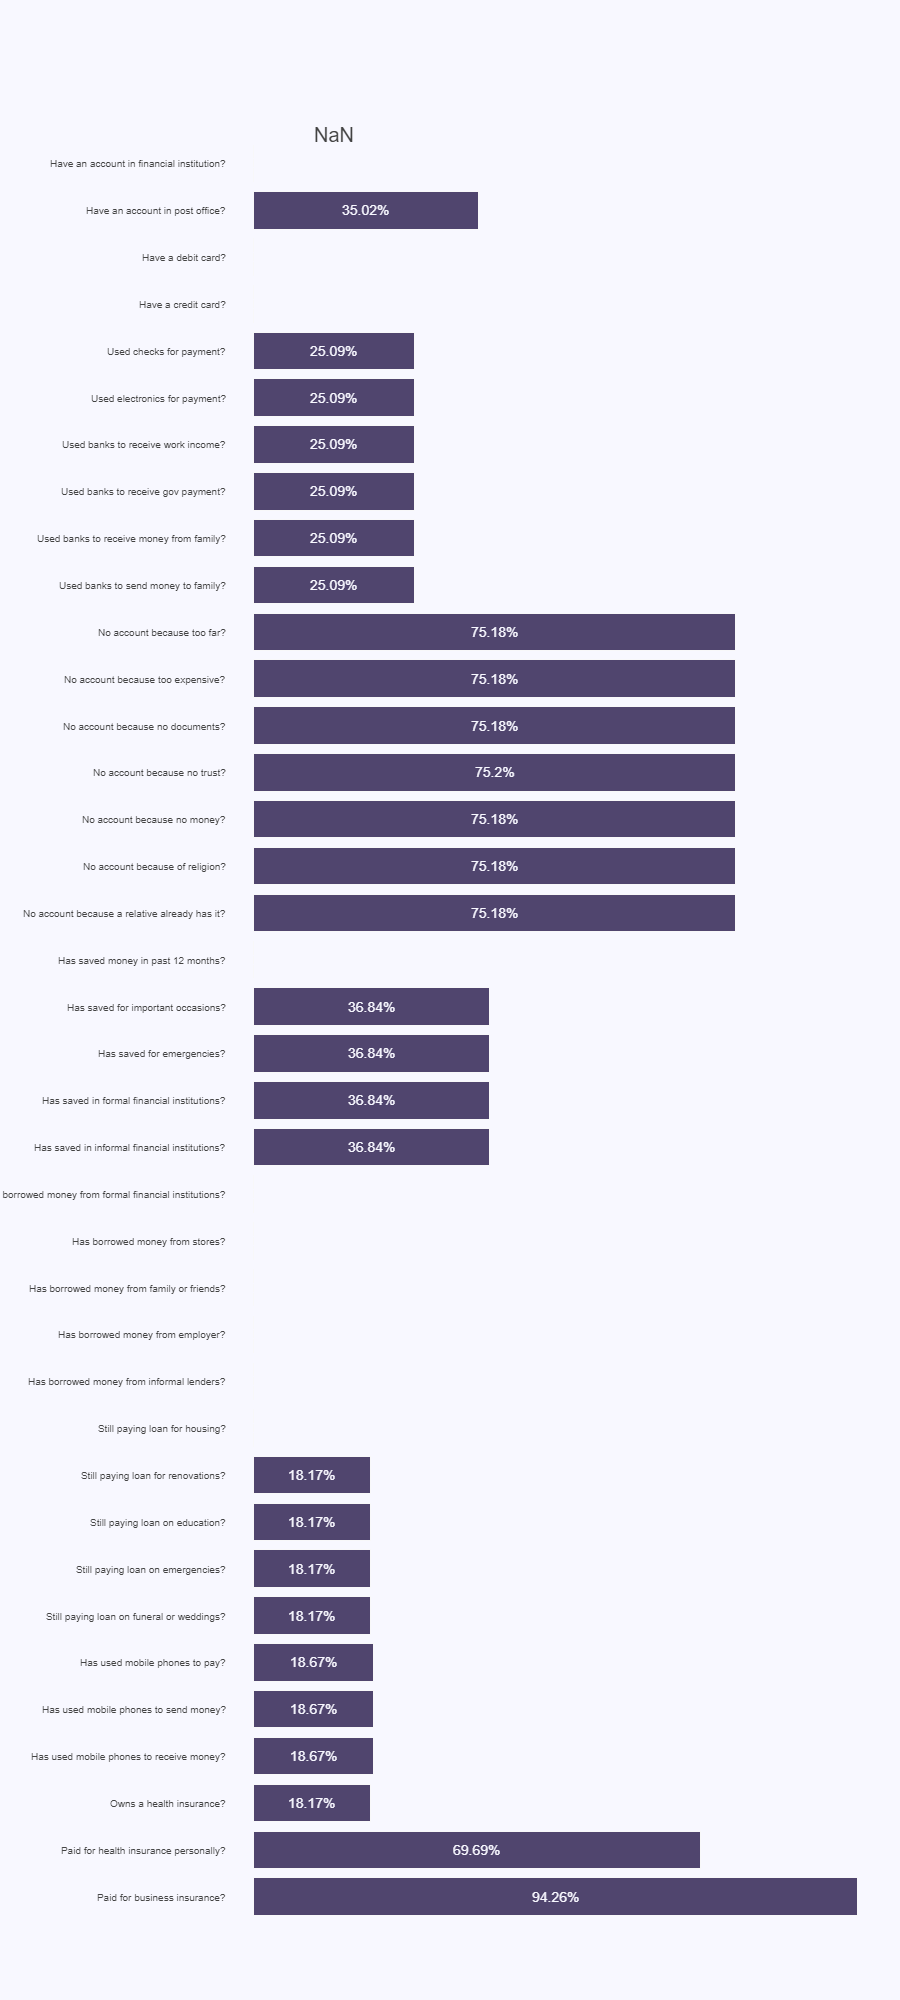 NaN
Have an account in financial institution?
Have an account in post office? 35.02%
Have a debit card?
Have a credit card?
Used checks for payment? 25.09%
Used electronics for payment? 25.09%
Used banks to receive work income? 25.09%
Used banks to receive gov payment? 25.09%
Used banks to receive money from family? 25.09%
Used banks to send money to family? 25.09%
No account because too far? 75.18%
No account because too expensive? 75.18%
No account because no documents? 75.18%
No account because no trust? 75.2%
No account because no money? 75.18%
No account because of religion? 75.18%
No account because a relative already has it? 75.18%
Has saved money in past 12 months?
Has saved for important occasions? 36.84%
Has saved for emergencies? 36.84%
Has saved in formal financial institutions? 36.84%
Has saved in informal financial institutions? 36.84%
borrowed money from formal financial institutions?
Has borrowed money from stores?
Has borrowed money from family or friends?
Has borrowed money from employer?
Has borrowed money from informal lenders?
Still paying loan for housing?
Still paying loan for renovations? 18.17%
Still paying loan on education? 18.17%
Still paying loan on emergencies? 18.17%
Still paying loan on funeral or weddings? 18.17%
Has used mobile phones to pay? 18.67%
Has used mobile phones to send money? 18.67%
Has used mobile phones to receive money? 18.67%
Owns a health insurance? 18.17%
Paid for health insurance personally? 69.69%
Paid for business insurance? 94.26%